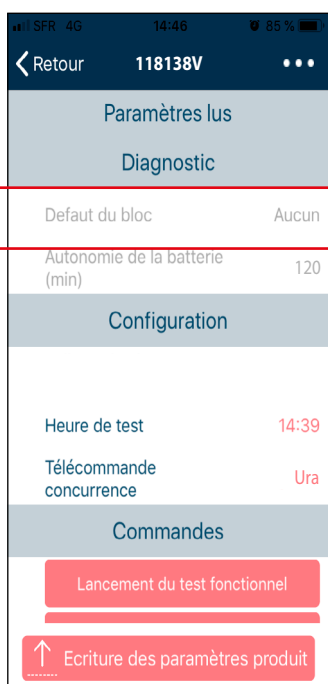 SFR 4G 14:46 85 %
Retour 118138V
Paramètres lus
Diagnostic
Defaut du bloc Aucun
Autonomie de la batterie
(min) 120
Configuration
Heure de test 14:39
Télécommande
concurrence Ura
Commandes
Lancement du test fonctionnel
Ecriture des paramètres produit